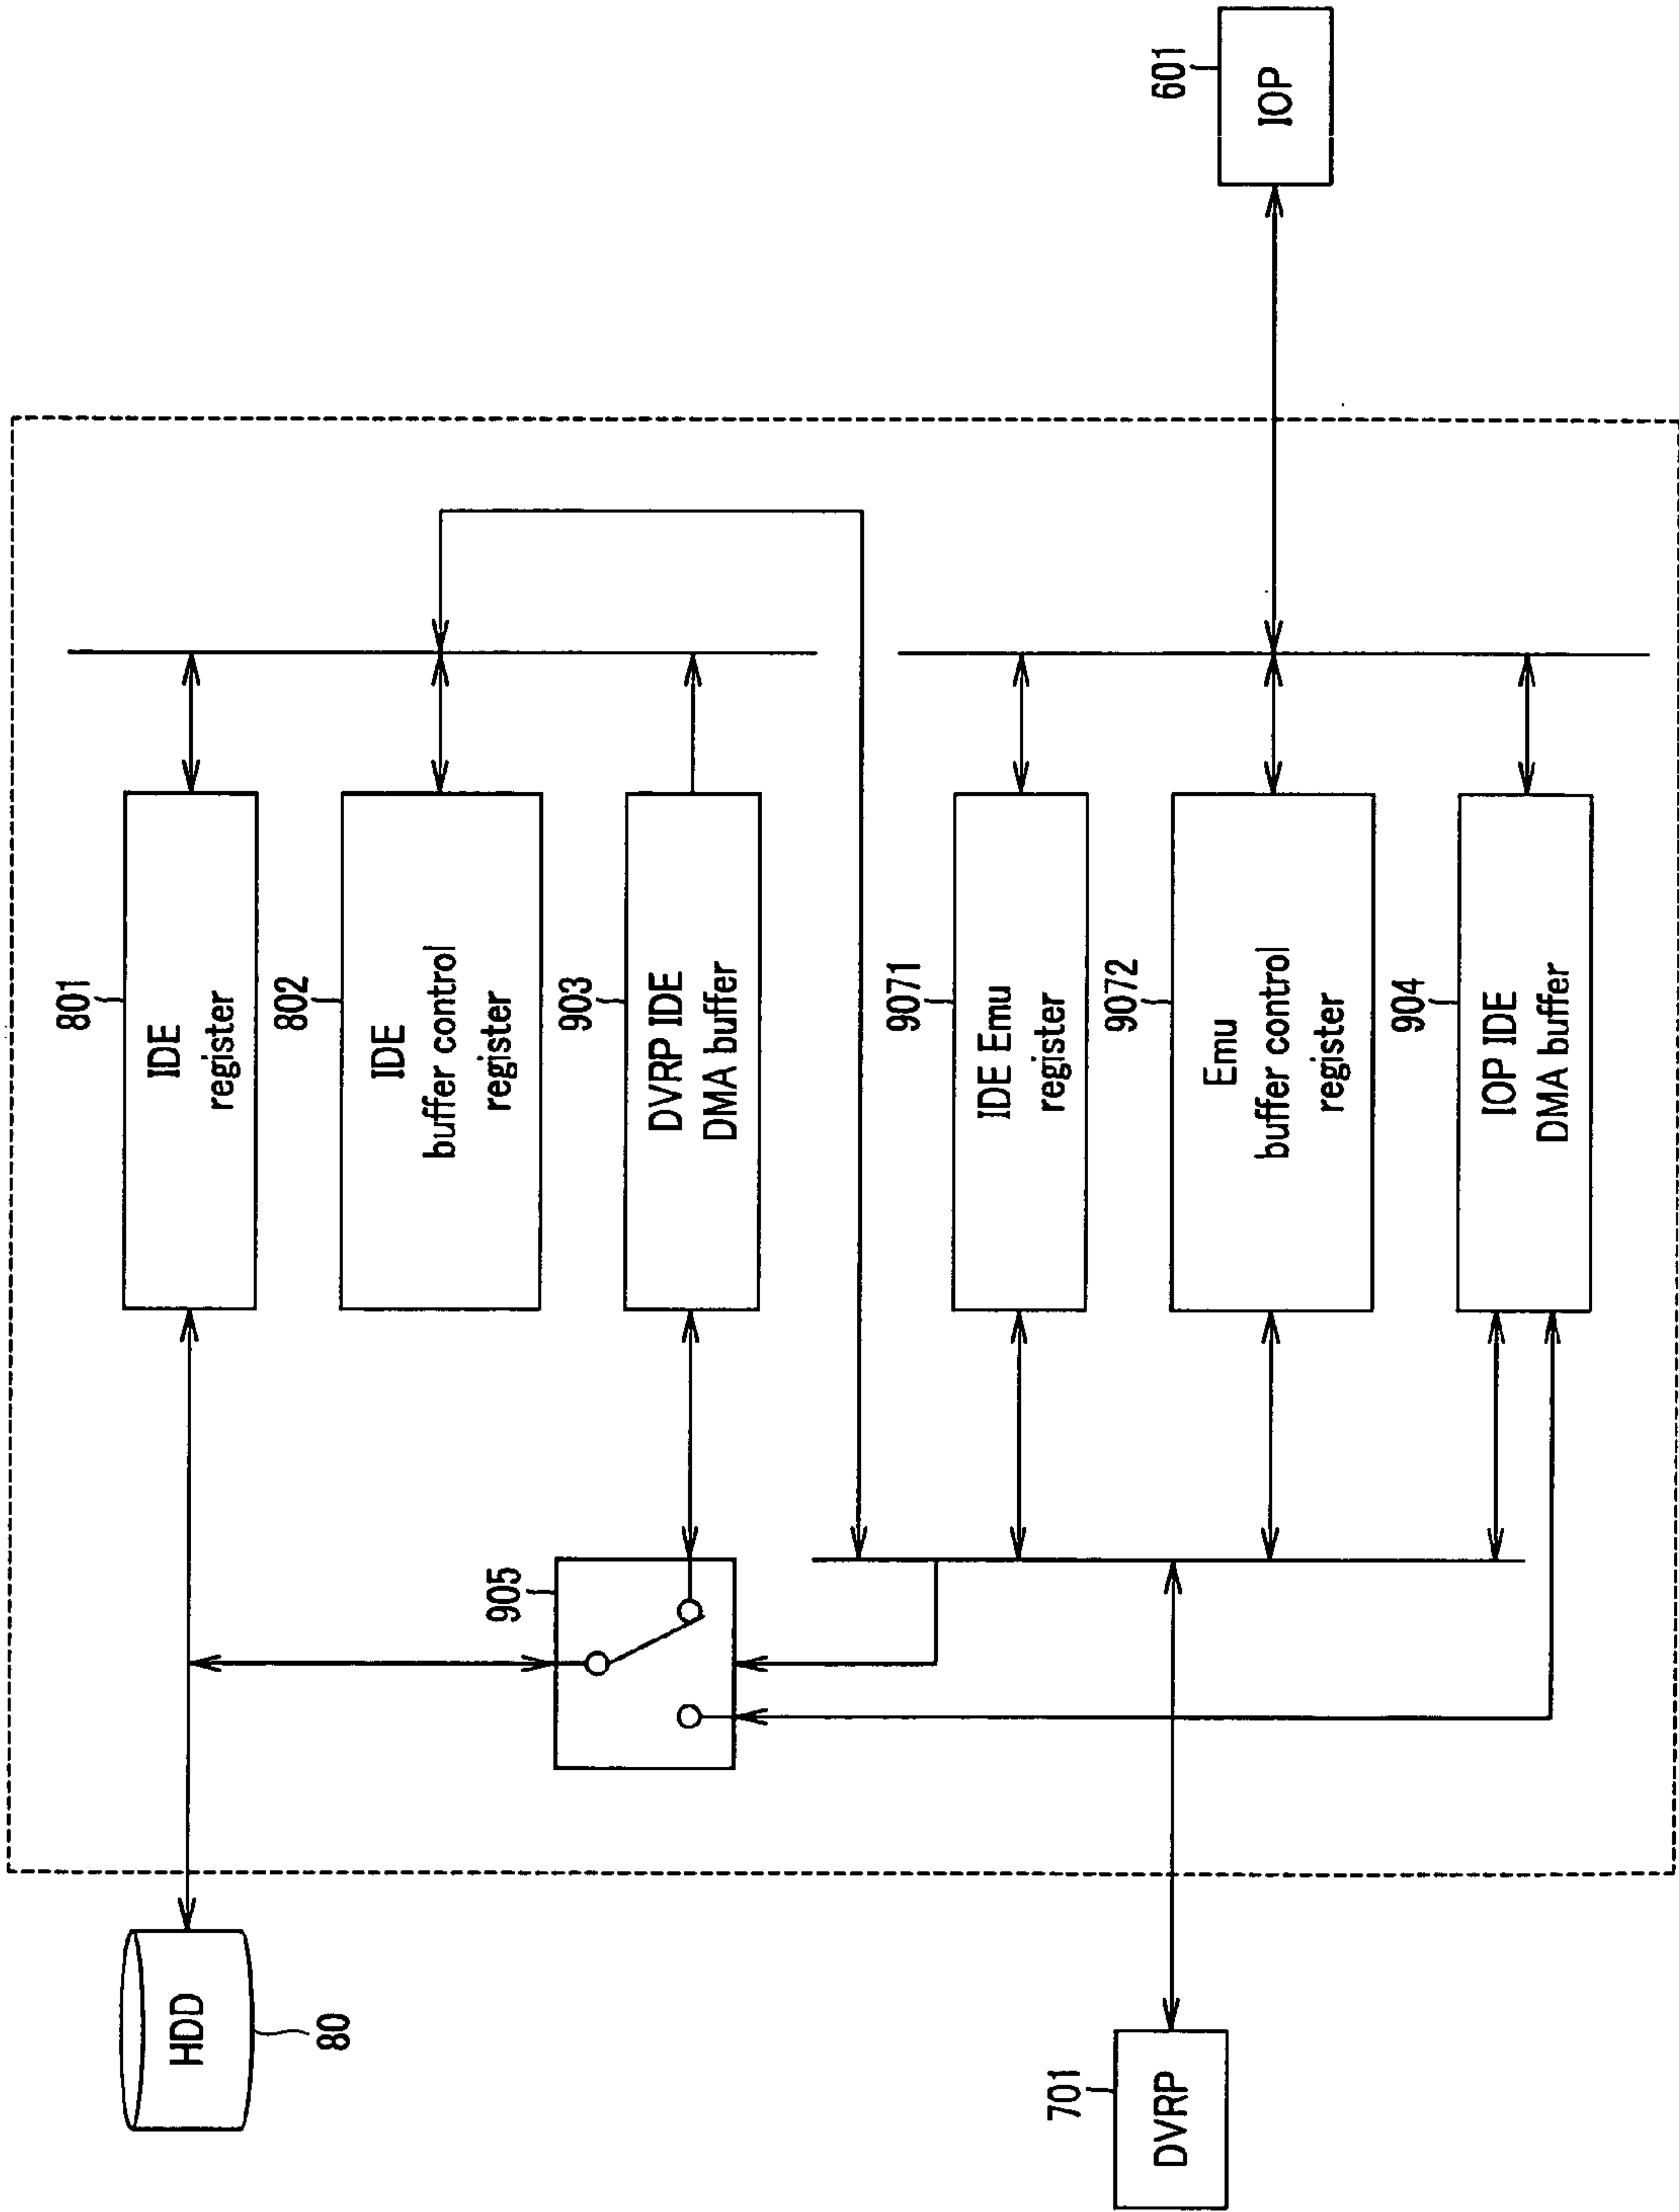 HDD
80
801
IDE
register
802
IDE
buffer control
register
903
DVRP IDE
DMA buffer
905
9071
IDE Emu
register
9072
Emu
buffer control
register
904
IOP IDE
DMA buffer
701
DVRP
601
IOP